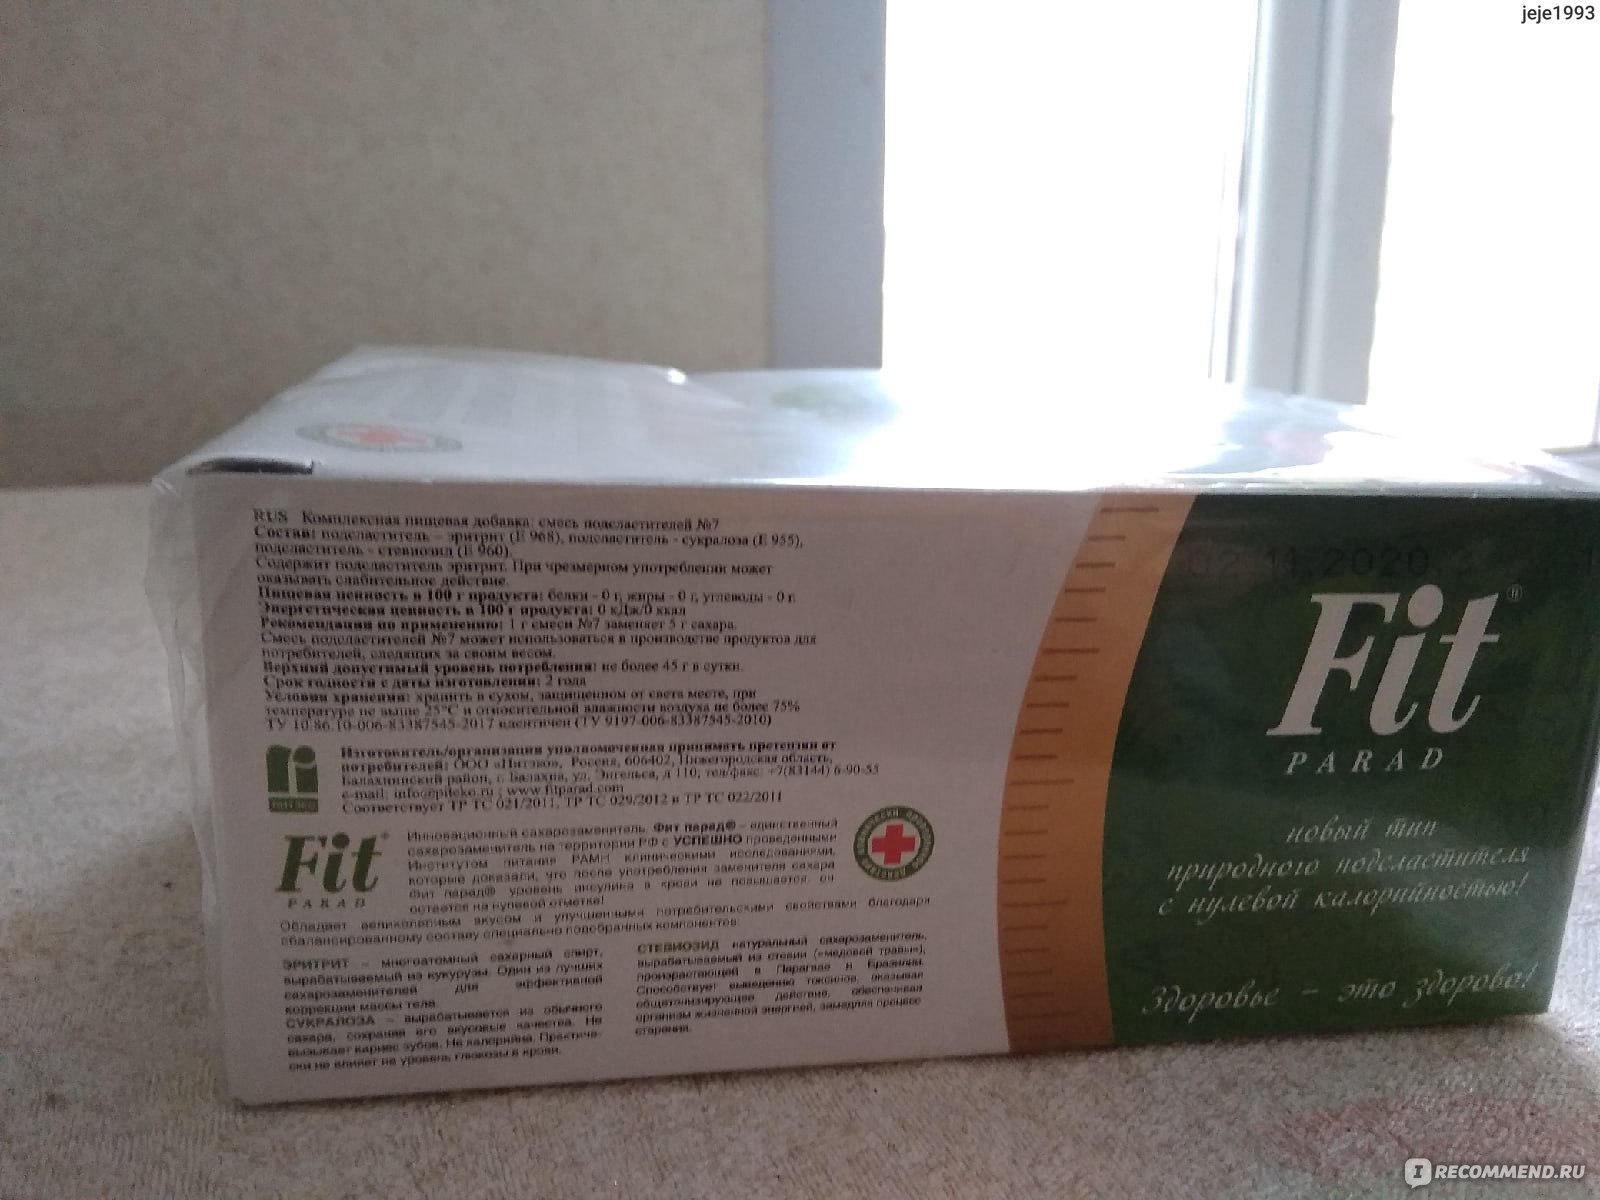 jeje1993
RUS Комплексная пищевая добавка: смесь подсластителей №7
Состав: подсластитель – эритрит (Е 968), подсластитель - сукралоза (Е 955),
подсластитель - стевиозид (Е 960).
Содержит подсластитель эритрит. При чрезмерном употреблении может
оказывать слабительное действие.
Пищевая ценность в 100 г продукта: белки - 0 г, жиры - 0 г, углеводы - 0 г.
Энергетическая ценность в 100 г продукта: 0 кДж/0 ккал
Рекомендации по применению: 1 г смеси №7 заменяет 5 г сахара.
Смесь подсластителей №7 может использоваться в производстве продуктов для
потребителей, следящих за своим весом.
Верхний допустимый уровень потребления: не более 45 г в сутки.
Срок годности с даты изготовления: 2 года
Условия хранения: хранить в сухом, защищенном от света месте, при
температуре не выше 25°С и относительной влажности воздуха не более 75%
ТУ 10.86.10-006-83387545-2017 идентичен (ТУ 9197-006-83387545-2010)
Изготовитель/организация уполномоченная принимать претензии от
потребителей: ООО «Питэко», Россия, 606402, Нижегородская область,
Балахнинский район, г. Балахна, ул. Энгельса, д 110, тел/факс: +7(83144) 6-90-55
e-mail: info@piteko.ru ; www.fitparad.com
Соответствует ТР ТС 021/2011, ТР ТС 029/2012 и ТР ТС 022/2011
Fit®
PARAD
Инновационный сахарозаменитель. Фит парад® – единственный
сахарозаменитель на территории РФ с УСПЕШНО проведенными
Институтом питания РАМН клиническими исследованиями,
которые доказали, что после употребления заменителя сахара
Фит парад® уровень инсулина в крови не повышается, он
остается на нулевой отметке!
Обладает великолепным вкусом и улучшенными потребительскими свойствами благодаря
сбалансированному составу специально подобранных компонентов:
ЭРИТРИТ – многоатомный сахарный спирт,
вырабатываемый из кукурузы. Один из лучших
сахарозаменителей для эффективной
коррекции массы тела.
СУКРАЛОЗА – вырабатывается из обычного
сахара, сохраняя его вкусовые качества. Не
вызывает кариес зубов. Не калорийна. Практиче-
ски не влияет на уровень глюкозы в крови.
СТЕВИОЗИД натуральный сахарозаменитель,
вырабатываемый из стевии («медовой травы»),
произрастающей в Парагвае и Бразилии.
Способствует выведению токсинов, оказывая
общетонизирующее действие, обеспечивая
организм жизненной энергией, замедляя процесс
старения.
02.11.2020
Fit®
PARAD
новый тип
природного подсластителя
с нулевой калорийностью!
Здоровье – это здорово!
IRECOMMEND.RU